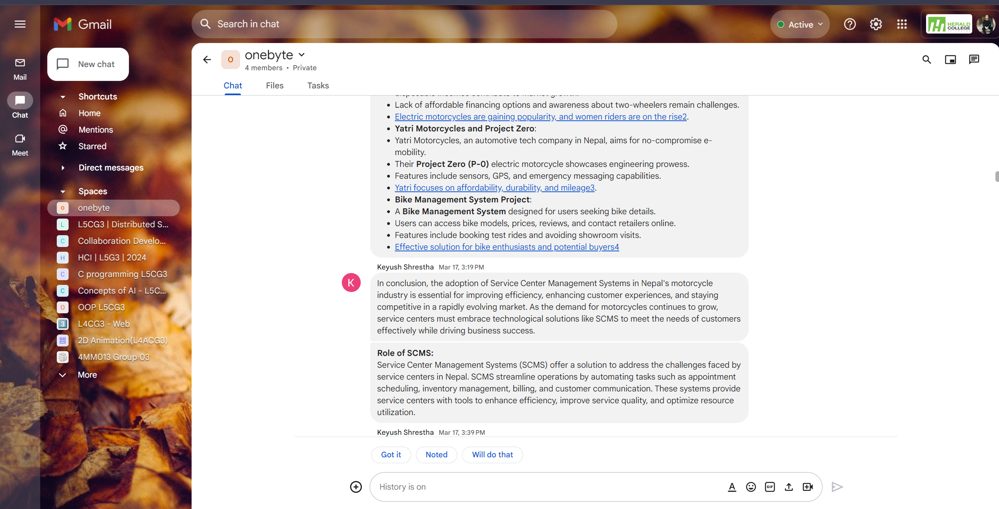 Gmail
Search in chat
Active
HERALD
COLLEGE
Mail
Chat
Meet
New chat
Shortcuts
Home
Mentions
Starred
Direct messages
Spaces
o onebyte
L L5CG3 | Distributed S...
C Collaboration Develo...
H HCI | L5G3 | 2024
C C programming L5CG3
C Concepts of AI - L5C...
O OOP L5CG3
3 L4CG3 - Web
2D Animation(L4ACG3)
4MM013 Group 03
More
o onebyte
4 members • Private
Chat Files Tasks
disposable incomes contribute to market growth.
• Lack of affordable financing options and awareness about two-wheelers remain challenges.
• Electric motorcycles are gaining popularity, and women riders are on the rise2.
• Yatri Motorcycles and Project Zero:
• Yatri Motorcycles, an automotive tech company in Nepal, aims for no-compromise e-
mobility.
• Their Project Zero (P-0) electric motorcycle showcases engineering prowess.
• Features include sensors, GPS, and emergency messaging capabilities.
• Yatri focuses on affordability, durability, and mileage3.
• Bike Management System Project:
• A Bike Management System designed for users seeking bike details.
• Users can access bike models, prices, reviews, and contact retailers online.
• Features include booking test rides and avoiding showroom visits.
• Effective solution for bike enthusiasts and potential buyers4
Keyush Shrestha Mar 17, 3:19 PM
K
In conclusion, the adoption of Service Center Management Systems in Nepal's motorcycle
industry is essential for improving efficiency, enhancing customer experiences, and staying
competitive in a rapidly evolving market. As the demand for motorcycles continues to grow,
service centers must embrace technological solutions like SCMS to meet the needs of customers
effectively while driving business success.
Role of SCMS:
Service Center Management Systems (SCMS) offer a solution to address the challenges faced by
service centers in Nepal. SCMS streamline operations by automating tasks such as appointment
scheduling, inventory management, billing, and customer communication. These systems provide
service centers with tools to enhance efficiency, improve service quality, and optimize resource
utilization.
Keyush Shrestha Mar 17, 3:39 PM
Got it Noted Will do that
History is on
GIF